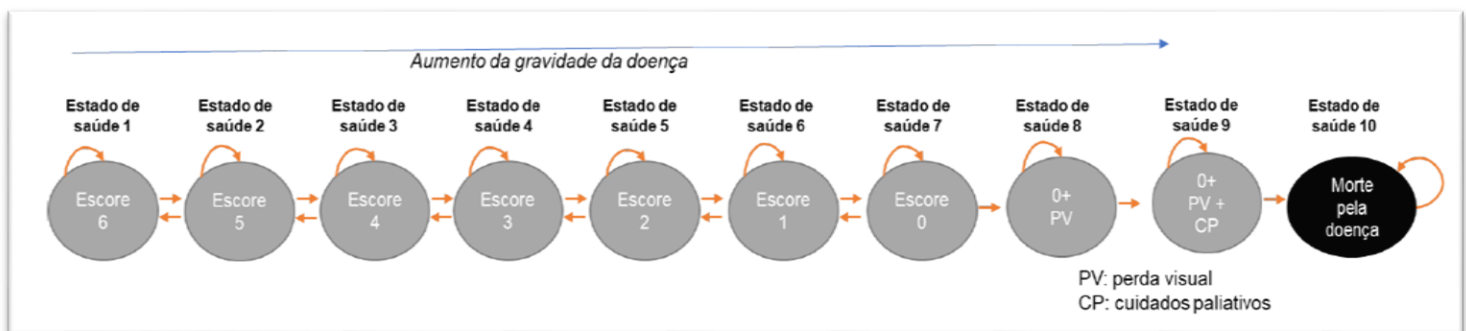 Aumento da gravidade da doença
Estado de
saúde 1
Estado de
saúde 2
Estado de
saúde 3
Estado de
saúde 4
Estado de
saúde 5
Estado de
saúde 6
Estado de
saúde 7
Estado de
saúde 8
Estado de
saúde 9
Estado de
saúde 10
Escore
6
Escore
5
Escore
4
Escore
3
Escore
2
Escore
1
Escore
0
0+
PV
0+
PV +
CP
Morte
pela
doença
PV: perda visual
CP: cuidados paliativos